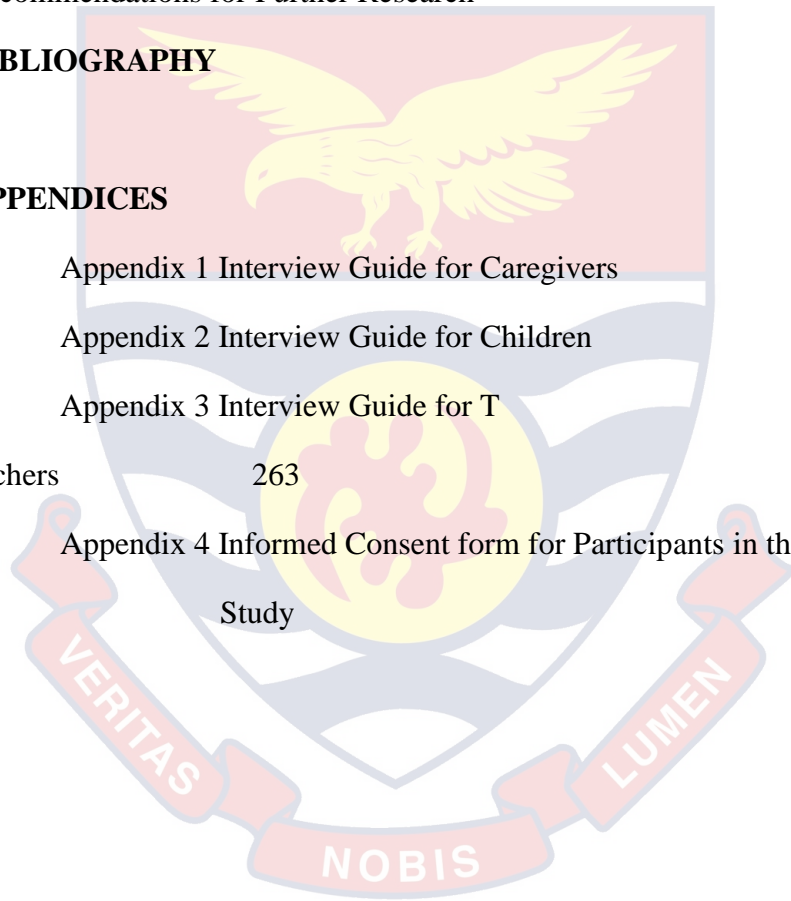 commendations for Further Research
BLIOGRAPHY
PPENDICES
Appendix 1 Interview Guide for Caregivers
Appendix 2 Interview Guide for Children
Appendix 3 Interview Guide for T
chers 263
Appendix 4 Informed Consent form for Participants in th
Study
VERITAS
NOBIS
LUMEN